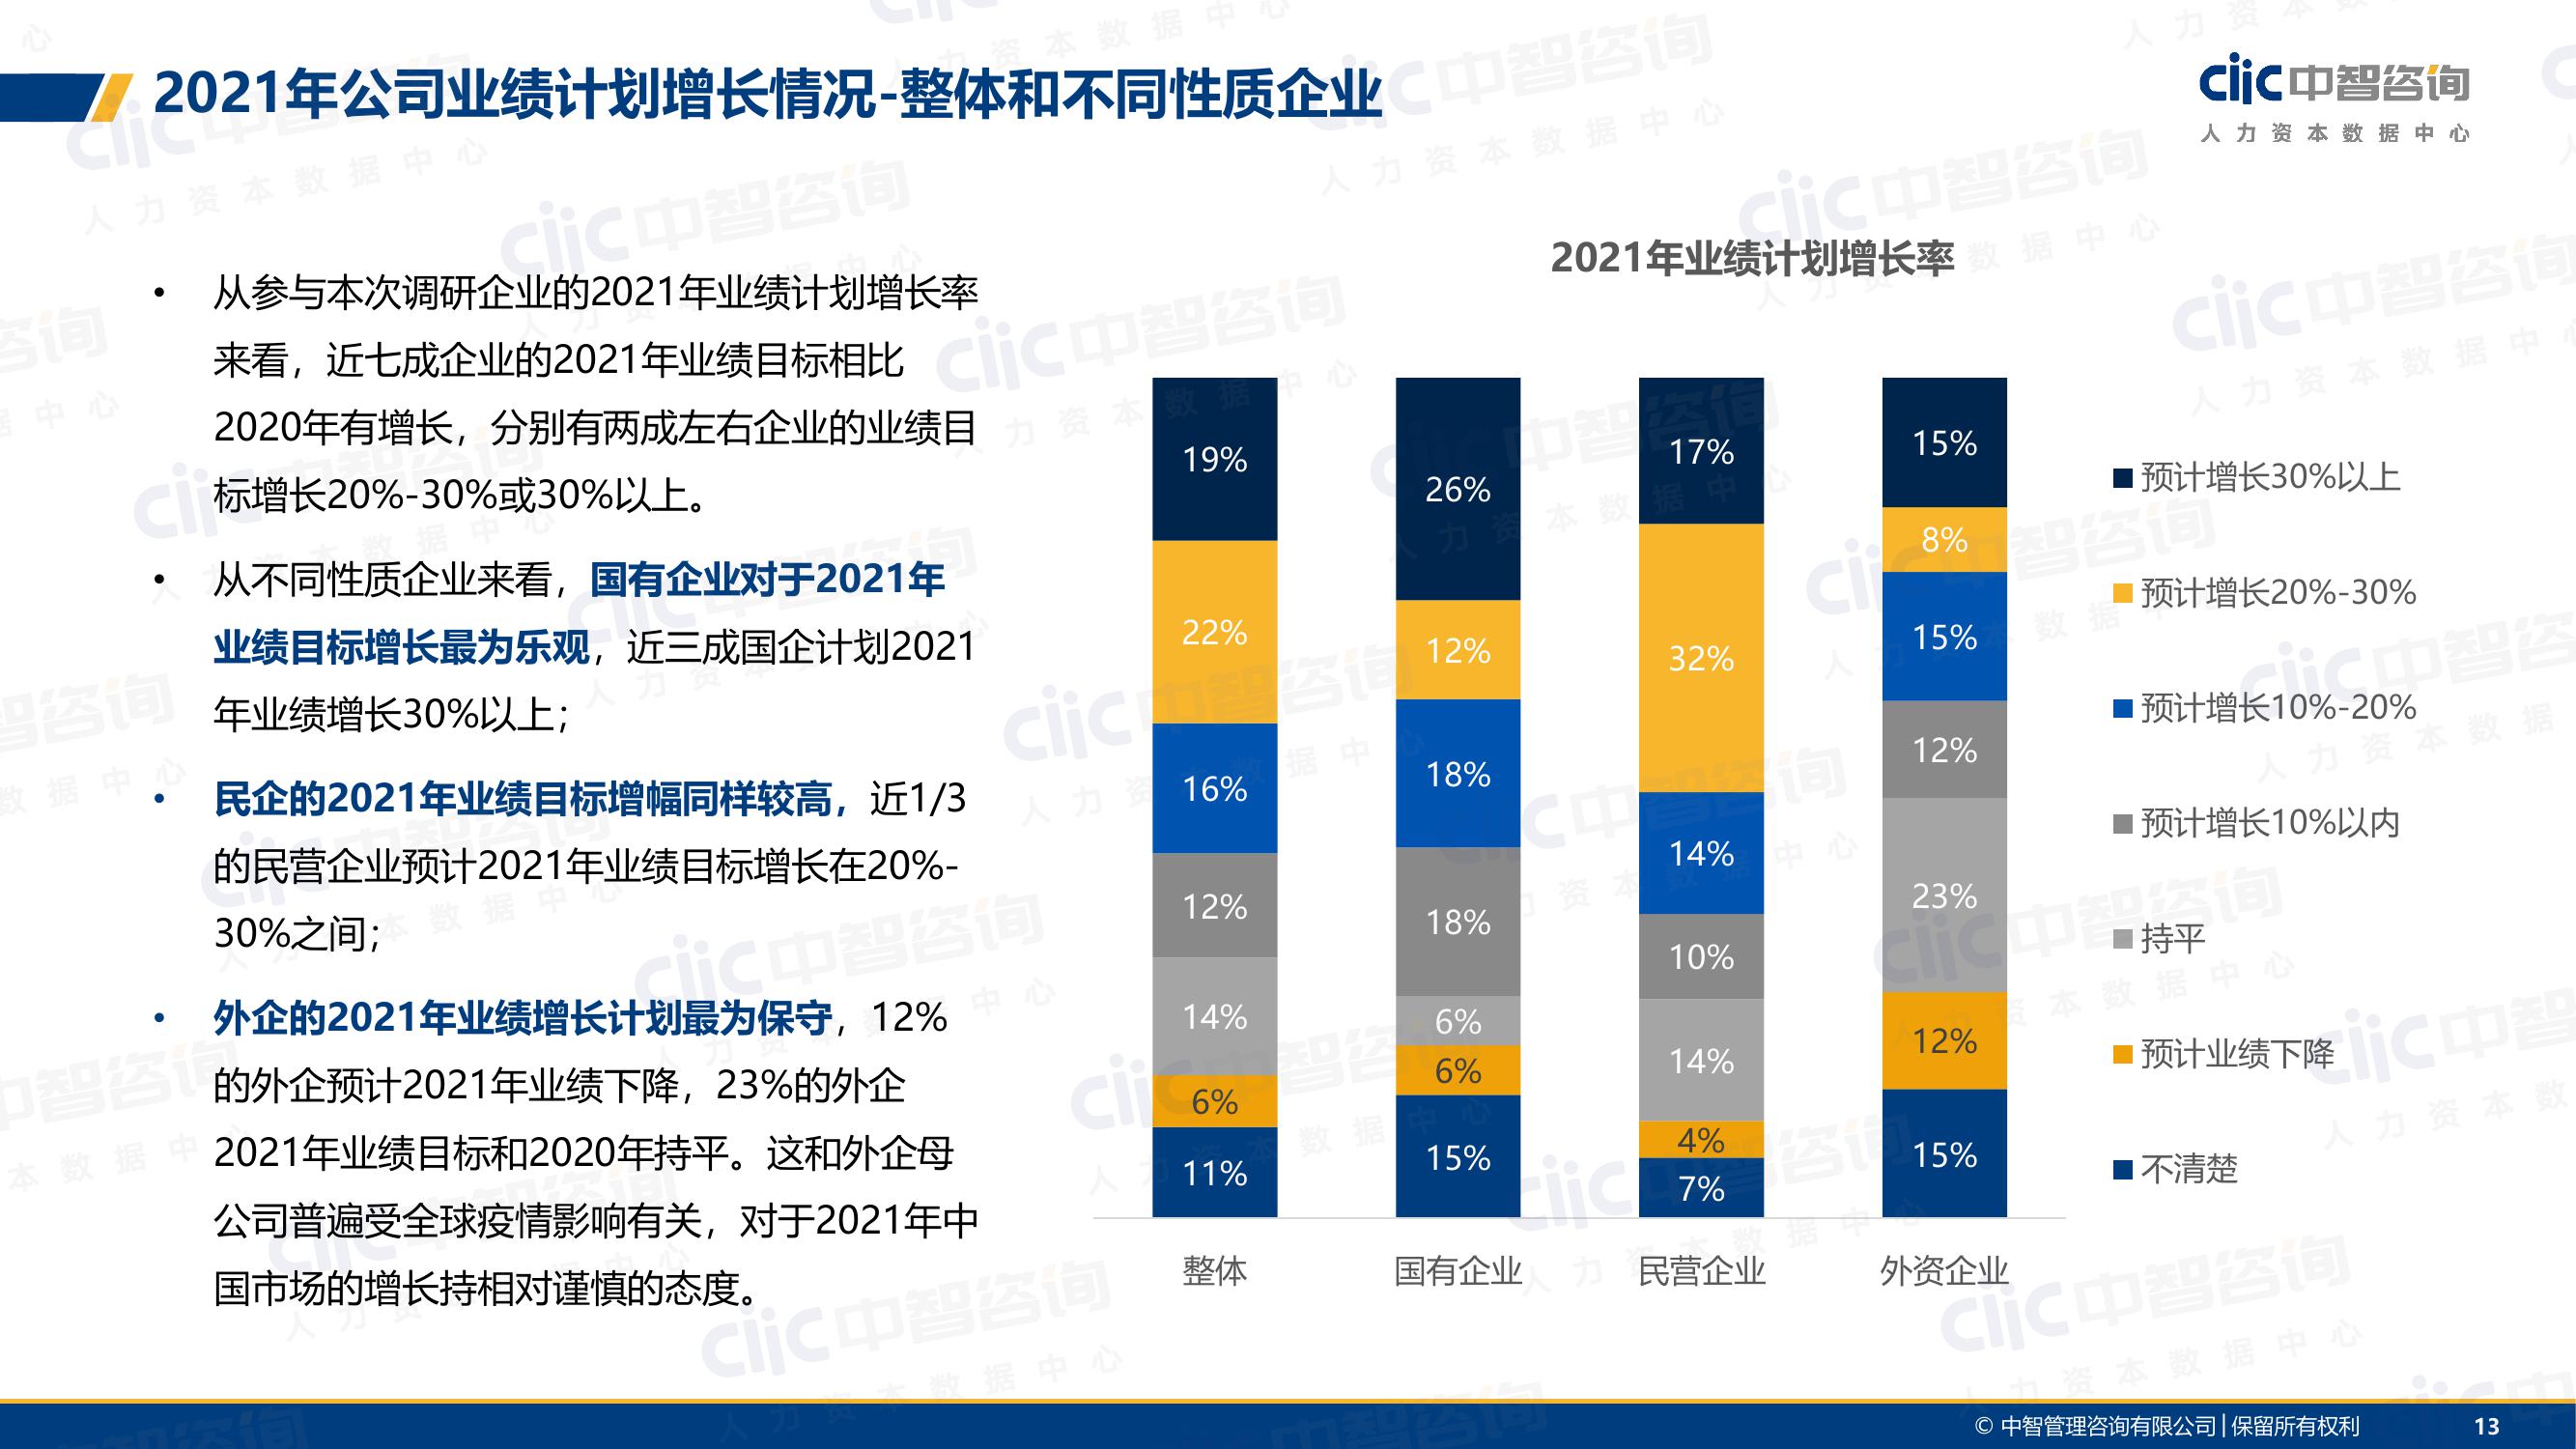 2021年公司业绩计划增长情况-整体和不同性质企业
CIIC中智咨询
人力资本数据中心
• 从参与本次调研企业的2021年业绩计划增长率
来看，近七成企业的2021年业绩目标相比
2020年有增长，分别有两成左右企业的业绩目
标增长20%-30%或30%以上。
• 从不同性质企业来看，国有企业对于2021年
业绩目标增长最为乐观，近三成国企计划2021
年业绩增长30%以上；
• 民企的2021年业绩目标增幅同样较高，近1/3
的民营企业预计2021年业绩目标增长在20%-
30%之间；
• 外企的2021年业绩增长计划最为保守，12%
的外企预计2021年业绩下降，23%的外企
2021年业绩目标和2020年持平。这和外企母
公司普遍受全球疫情影响有关，对于2021年中
国市场的增长持相对谨慎的态度。
2021年业绩计划增长率
19%
22%
16%
12%
14%
6%
11%
整体
26%
12%
18%
18%
6%
6%
15%
国有企业
17%
32%
14%
10%
14%
4%
7%
民营企业
15%
8%
15%
12%
23%
12%
15%
外资企业
预计增长30%以上
预计增长20%-30%
预计增长10%-20%
预计增长10%以内
持平
预计业绩下降
不清楚
© 中智管理咨询有限公司|保留所有权利
13